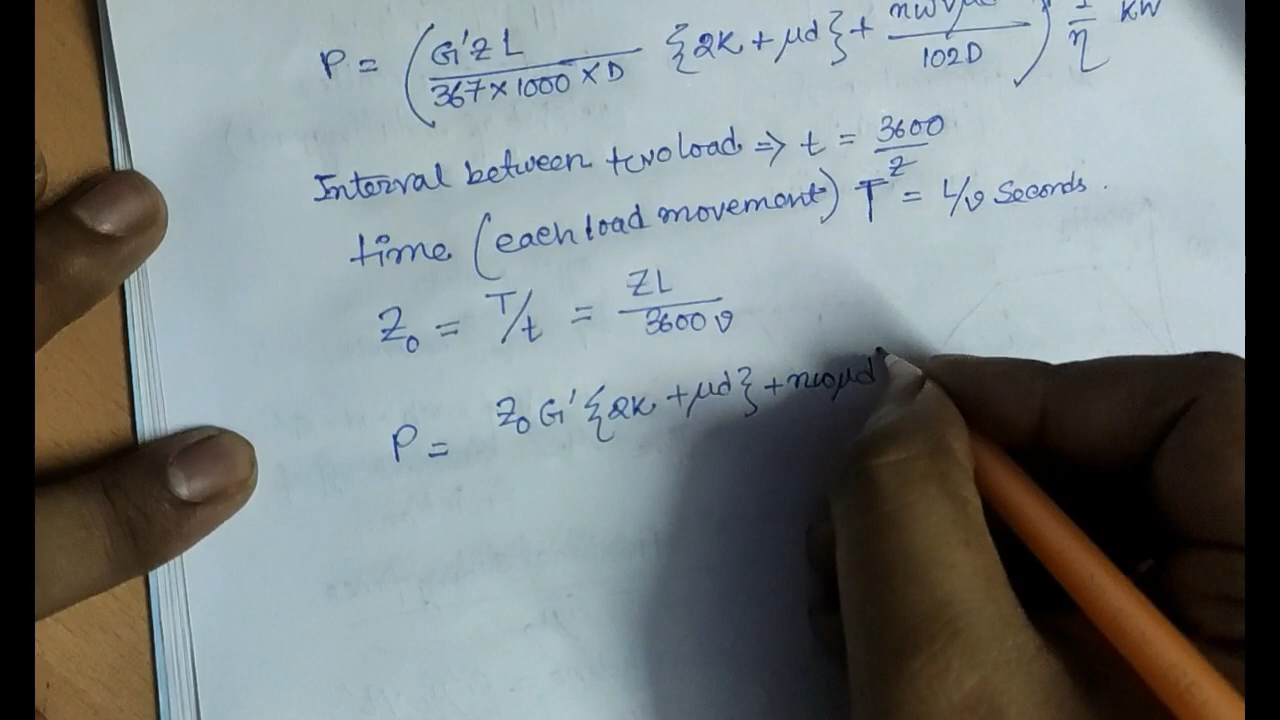 P = ( G'ZL / 367 × 1000 × D {2K + μd} + nwvμd / 102D ) 1/η KW
Interval between two load => t = 3600 / Z
time (each load movement) T = L/v Seconds.
Z₀ = T/t = ZL / 3600 v
P = Z₀ G' {2K + μd} + nwμd